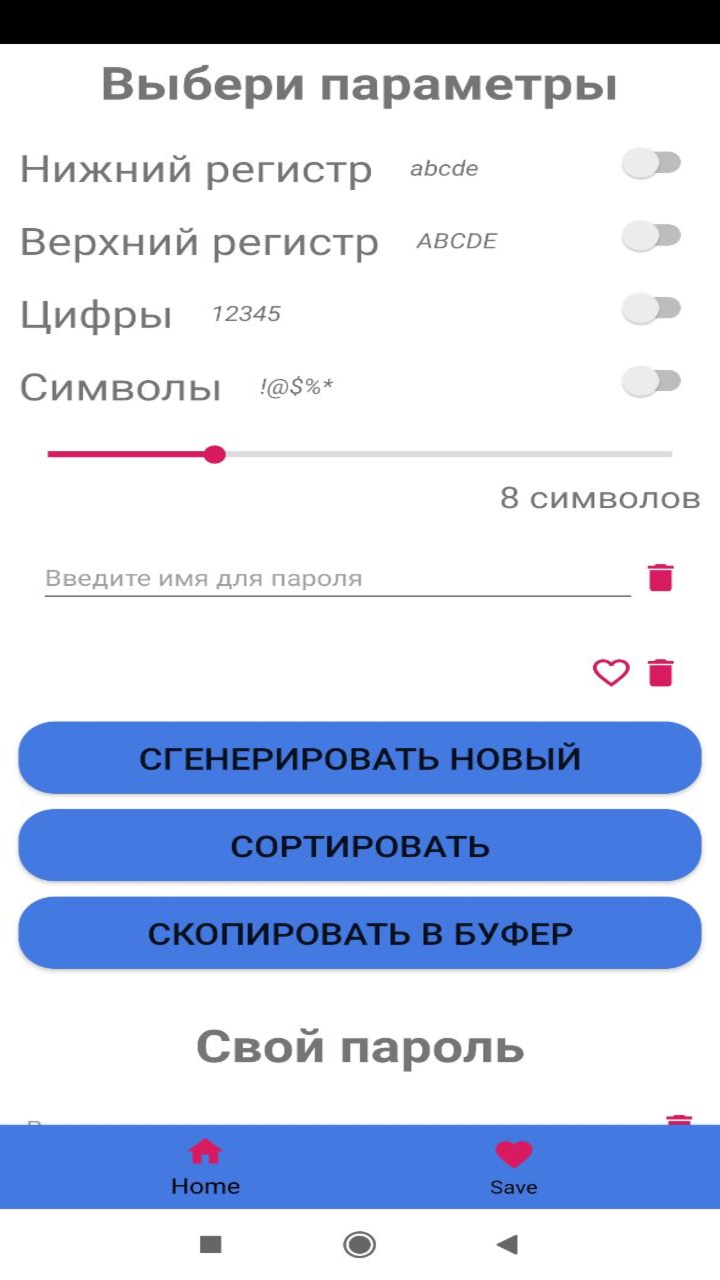 Выбери параметры
Нижний регистр abcde
Верхний регистр ABCDE
Цифры 12345
Символы !@$%*
8 символов
Введите имя для пароля
СГЕНЕРИРОВАТЬ НОВЫЙ
СОРТИРОВАТЬ
СКОПИРОВАТЬ В БУФЕР
Свой пароль
Home Save